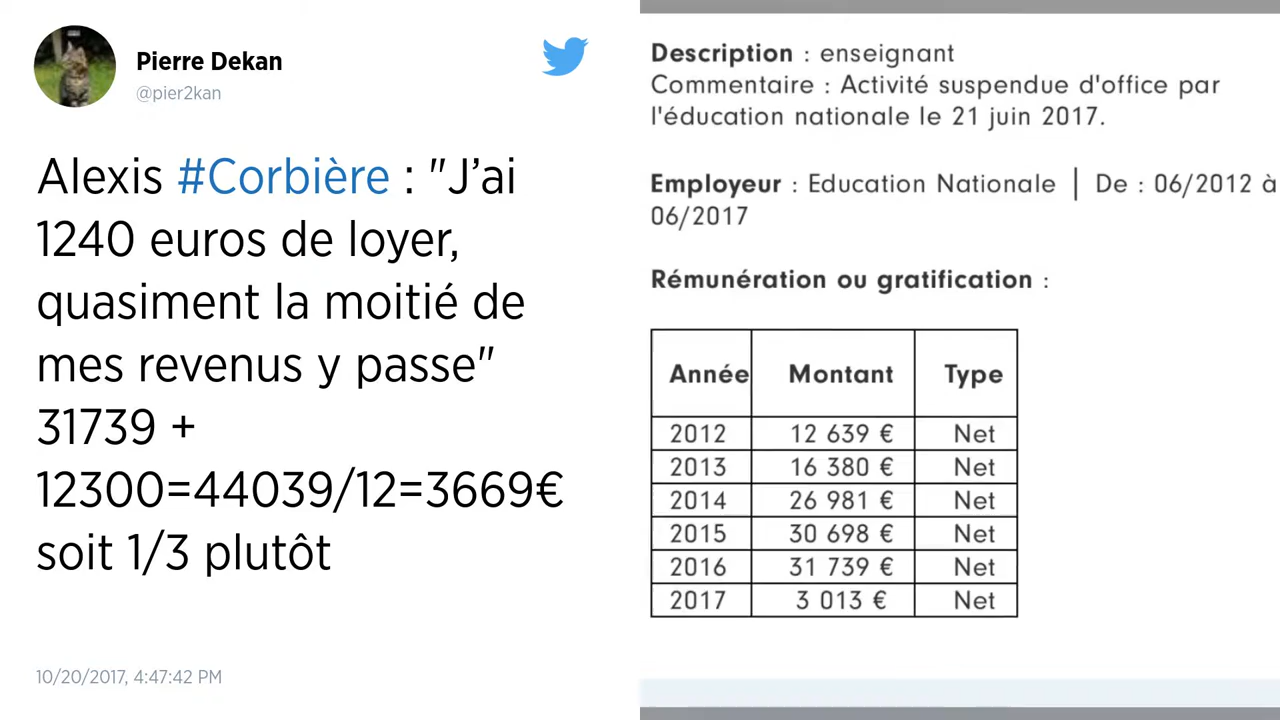 Pierre Dekan
@pier2kan
Alexis #Corbière : "J’ai
1240 euros de loyer,
quasiment la moitié de
mes revenus y passe"
31739 +
12300=44039/12=3669€
soit 1/3 plutôt
10/20/2017, 4:47:42 PM
Description : enseignant
Commentaire : Activité suspendue d'office par
l'éducation nationale le 21 juin 2017.
Employeur : Education Nationale | De : 06/2012 à
06/2017
Rémunération ou gratification :
Année Montant Type
2012 12 639 € Net
2013 16 380 € Net
2014 26 981 € Net
2015 30 698 € Net
2016 31 739 € Net
2017 3 013 € Net